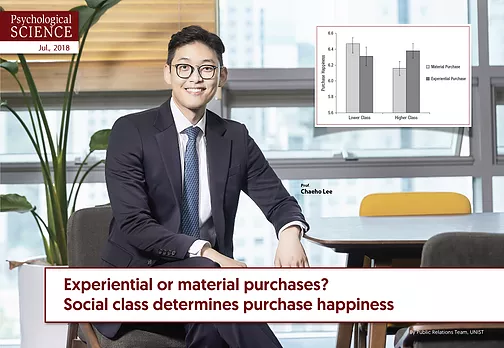 Psychological
SCIENCE
Jul., 2018
6.6
6.4
6.2
6.0
5.8
5.6
Purchase Happiness
Lower Class
Higher Class
Material Purchase
Experiential Purchase
Prof.
Chaeho Lee
Experiential or material purchases?
Social class determines purchase happiness
By Public Relations Team, UNIST